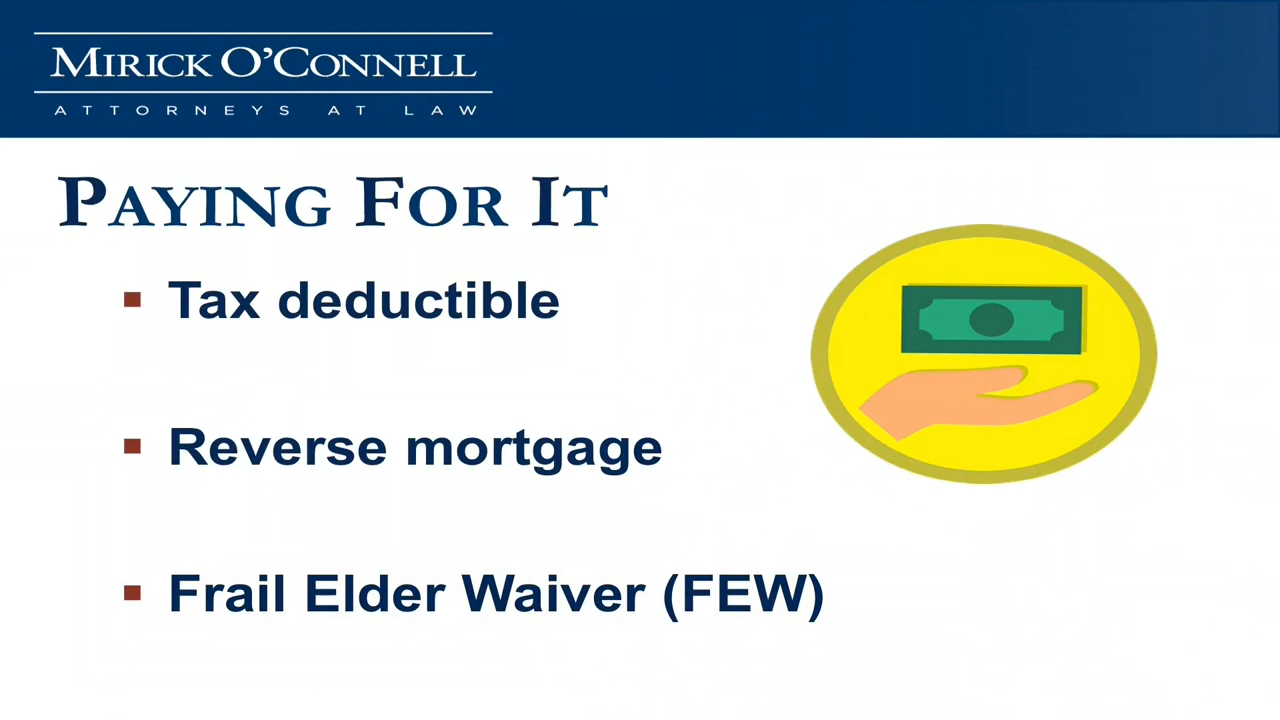 MIRICK O'CONNELL
ATTORNEYS AT LAW
PAYING FOR IT
Tax deductible
Reverse mortgage
Frail Elder Waiver (FEW)